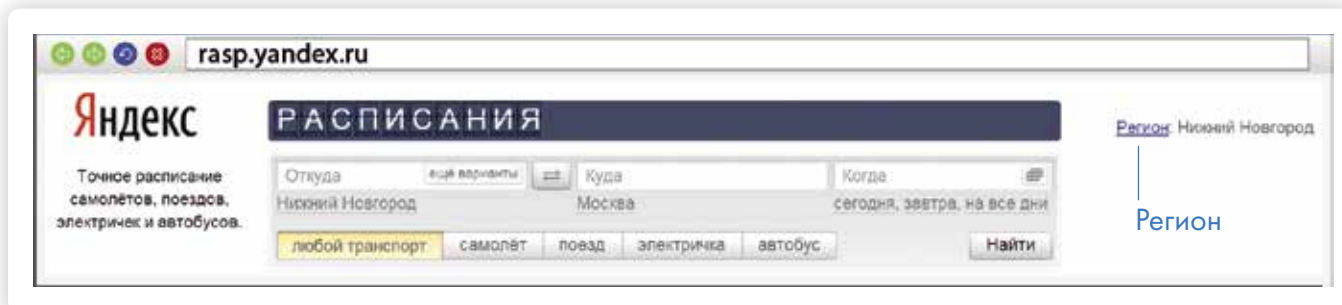 rasp.yandex.ru
Яндекс
РАСПИСАНИЯ
Регион: Нижний Новгород
Точное расписание
самолётов, поездов,
электричек и автобусов.
Откуда ещё варианты Куда Когда
Нижний Новгород Москва сегодня, завтра, на все дни
любой транспорт самолёт поезд электричка автобус Найти
Регион